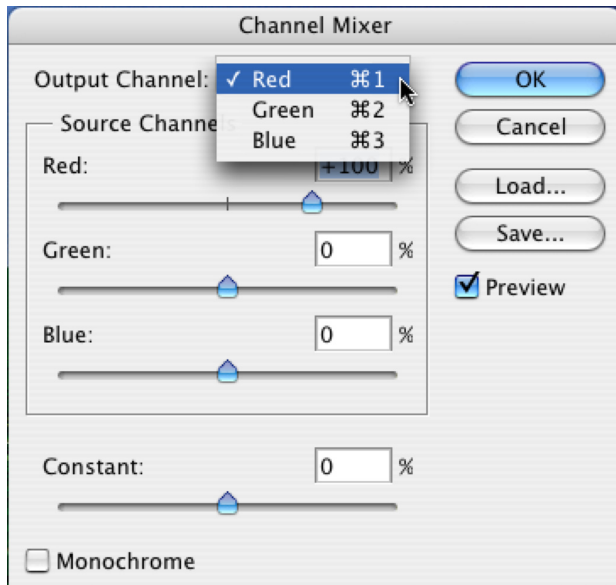 Channel Mixer
Output Channel: ✓ Red ⌘1
Green ⌘2
Blue ⌘3
OK
Cancel
Load...
Save...
Preview
Source Channels
Red: +100 %
Green: 0 %
Blue: 0 %
Constant: 0 %
Monochrome